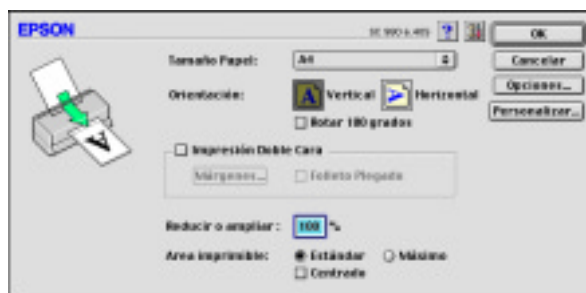 EPSON
OK
Tamaño Papel: A4
Cancelar
Orientación: A Vertical Horizontal
Opciones...
Personalizar...
Rotar 180 grados
Impresión Doble Cara
Márgenes... Folleto Plegado
Reducir o ampliar: 100 %
Area imprimible: Estándar Máximo
Centrado